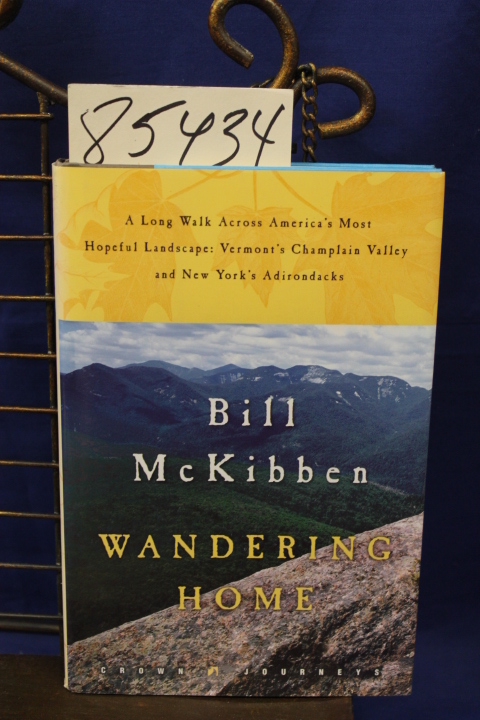 85434
A Long Walk Across America's Most
Hopeful Landscape: Vermont's Champlain Valley
and New York's Adirondacks
Bill
McKibben
WANDERING
HOME
CROWN JOURNEYS